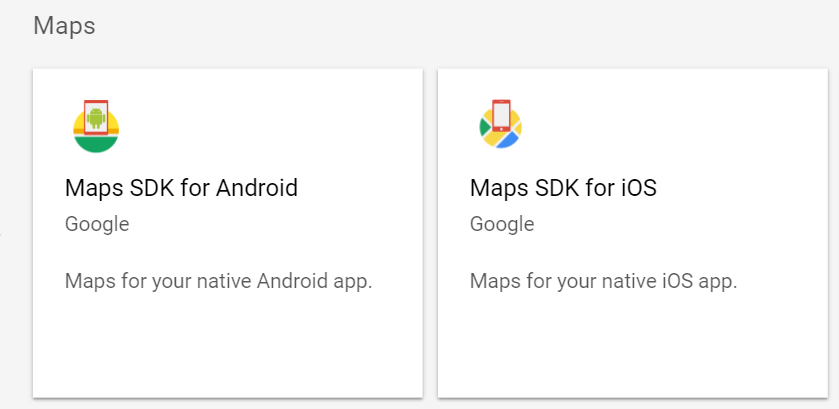 Maps
Maps SDK for Android
Google
Maps for your native Android app.
Maps SDK for iOS
Google
Maps for your native iOS app.